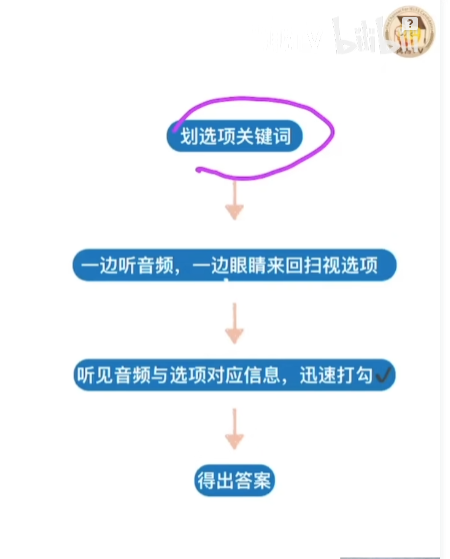 bilibili
划选项关键词
一边听音频，一边眼睛来回扫视选项
听见音频与选项对应信息，迅速打勾✔
得出答案